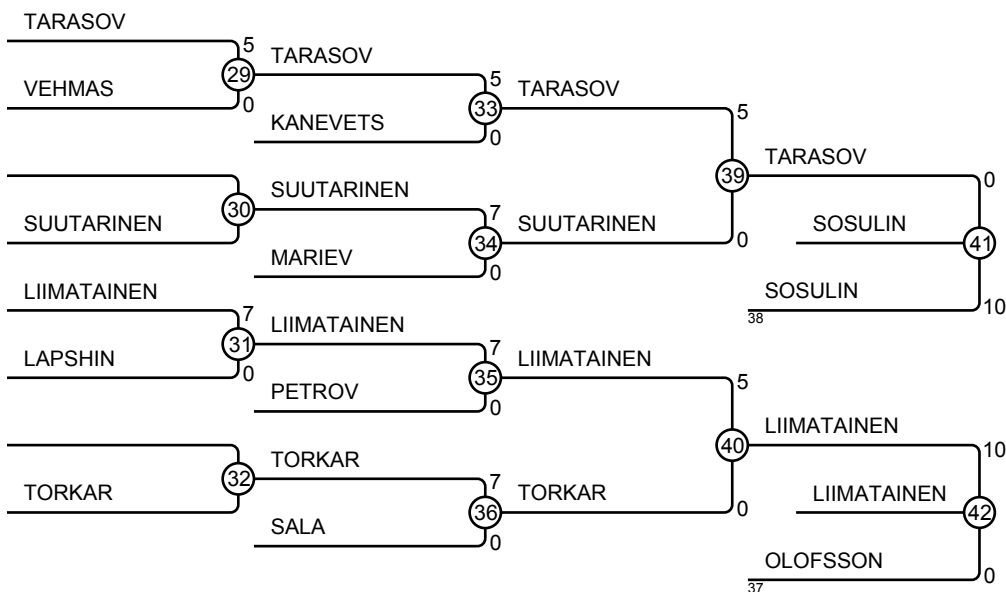 TARASOV
5
29
TARASOV
VEHMAS
0
5
33
TARASOV
KANEVETS
0
5
39
TARASOV
0
30
SUUTARINEN
SUUTARINEN
7
34
SUUTARINEN
0
SOSULIN
41
MARIEV
0
SOSULIN
38
10
LIIMATAINEN
7
31
LIIMATAINEN
LAPSHIN
0
7
35
LIIMATAINEN
PETROV
0
5
40
LIIMATAINEN
10
32
TORKAR
TORKAR
7
36
TORKAR
0
LIIMATAINEN
42
SALA
0
OLOFSSON
37
0